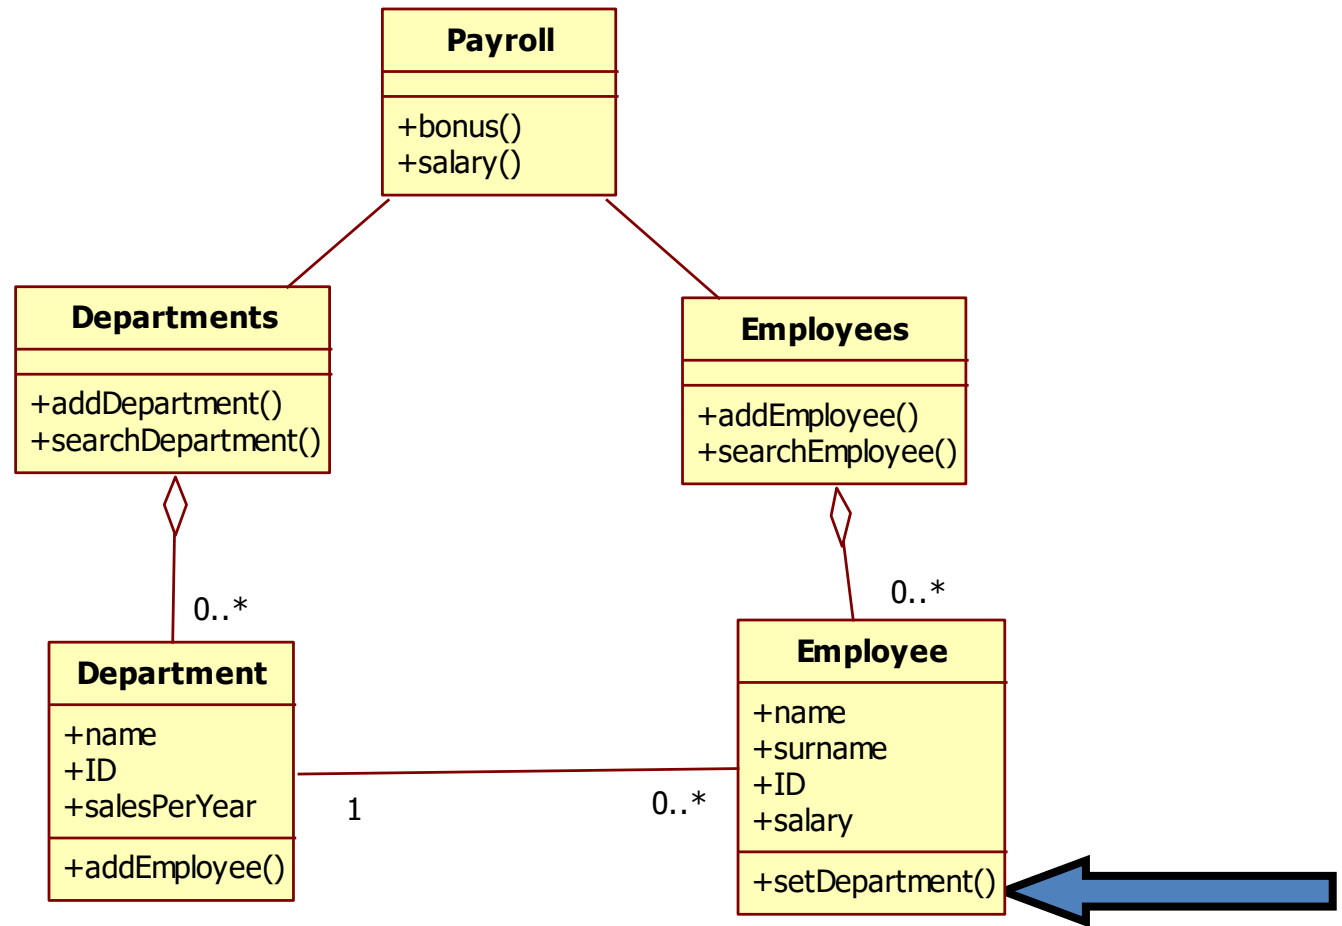 Payroll
+bonus()
+salary()
Departments
+addDepartment()
+searchDepartment()
Employees
+addEmployee()
+searchEmployee()
0..*
0..*
Department
+name
+ID
+salesPerYear
+addEmployee()
1
0..*
Employee
+name
+surname
+ID
+salary
+setDepartment()